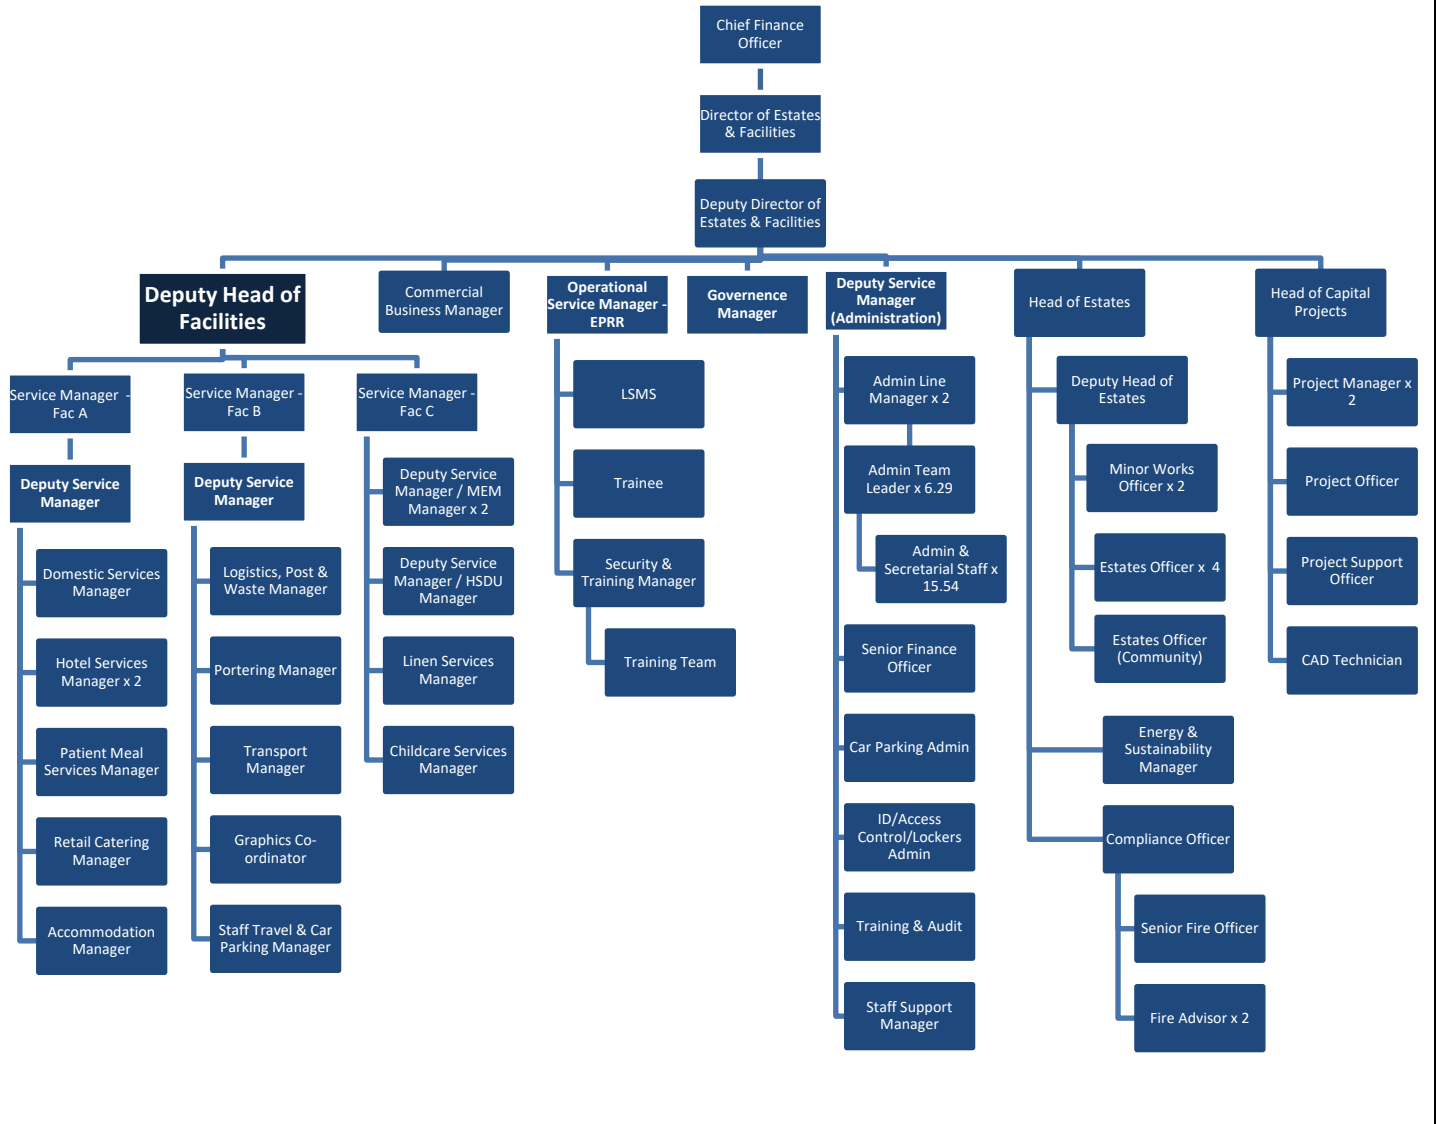 Chief Finance
Officer
Director of Estates
& Facilities
Deputy Director of
Estates & Facilities
Deputy Head of
Facilities
Commercial
Business Manager
Operational
Service Manager -
EPRR
Governence
Manager
Deputy Service
Manager
(Administration)
Head of Estates
Head of Capital
Projects
Service Manager -
Fac A
Deputy Service
Manager
Domestic Services
Manager
Hotel Services
Manager x 2
Patient Meal
Services Manager
Retail Catering
Manager
Accommodation
Manager
Service Manager -
Fac B
Deputy Service
Manager
Logistics, Post &
Waste Manager
Portering Manager
Transport
Manager
Graphics Co-
ordinator
Staff Travel & Car
Parking Manager
Service Manager -
Fac C
Deputy Service
Manager / MEM
Manager x 2
Deputy Service
Manager / HSDU
Manager
Linen Services
Manager
Childcare Services
Manager
LSMS
Trainee
Security &
Training Manager
Training Team
Admin Line
Manager x 2
Admin Team
Leader x 6.29
Admin &
Secretarial Staff x
15.54
Senior Finance
Officer
Car Parking Admin
ID/Access
Control/Lockers
Admin
Training & Audit
Staff Support
Manager
Deputy Head of
Estates
Minor Works
Officer x 2
Estates Officer x 4
Estates Officer
(Community)
Energy &
Sustainability
Manager
Compliance Officer
Senior Fire Officer
Fire Advisor x 2
Project Manager x
2
Project Officer
Project Support
Officer
CAD Technician